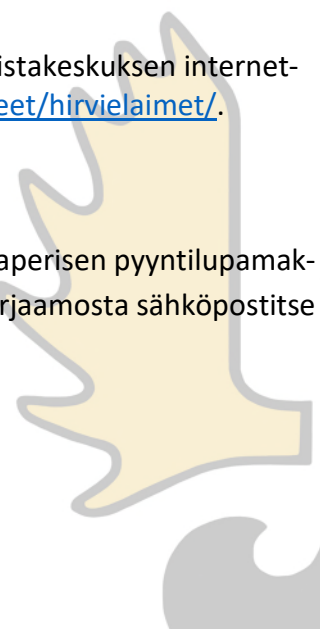 istakeskuksen internet-
eet/hirvielaimet/.
aperisen pyyntilupamak-
rjaamosta sähköpostitse